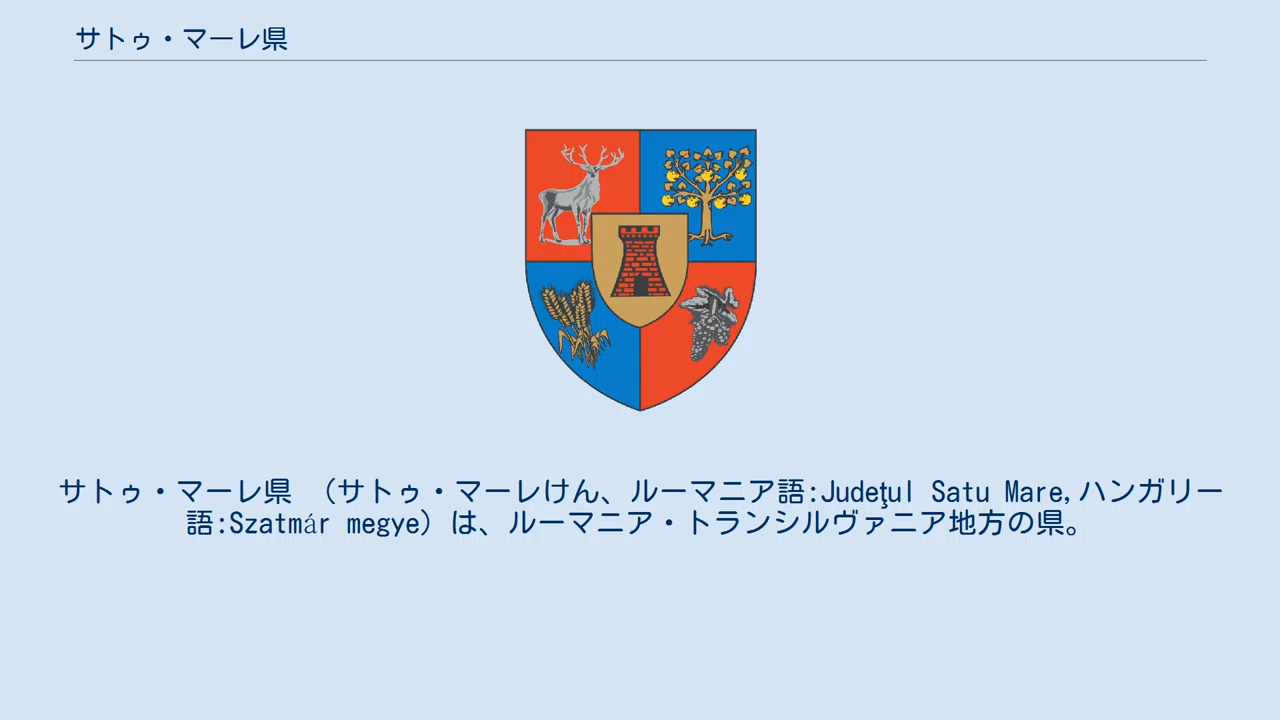 サトゥ・マーレ県
サトゥ・マーレ県 （サトゥ・マーレけん、ルーマニア語:Judeţul Satu Mare,ハンガリー
語:Szatmár megye）は、ルーマニア・トランシルヴァニア地方の県。